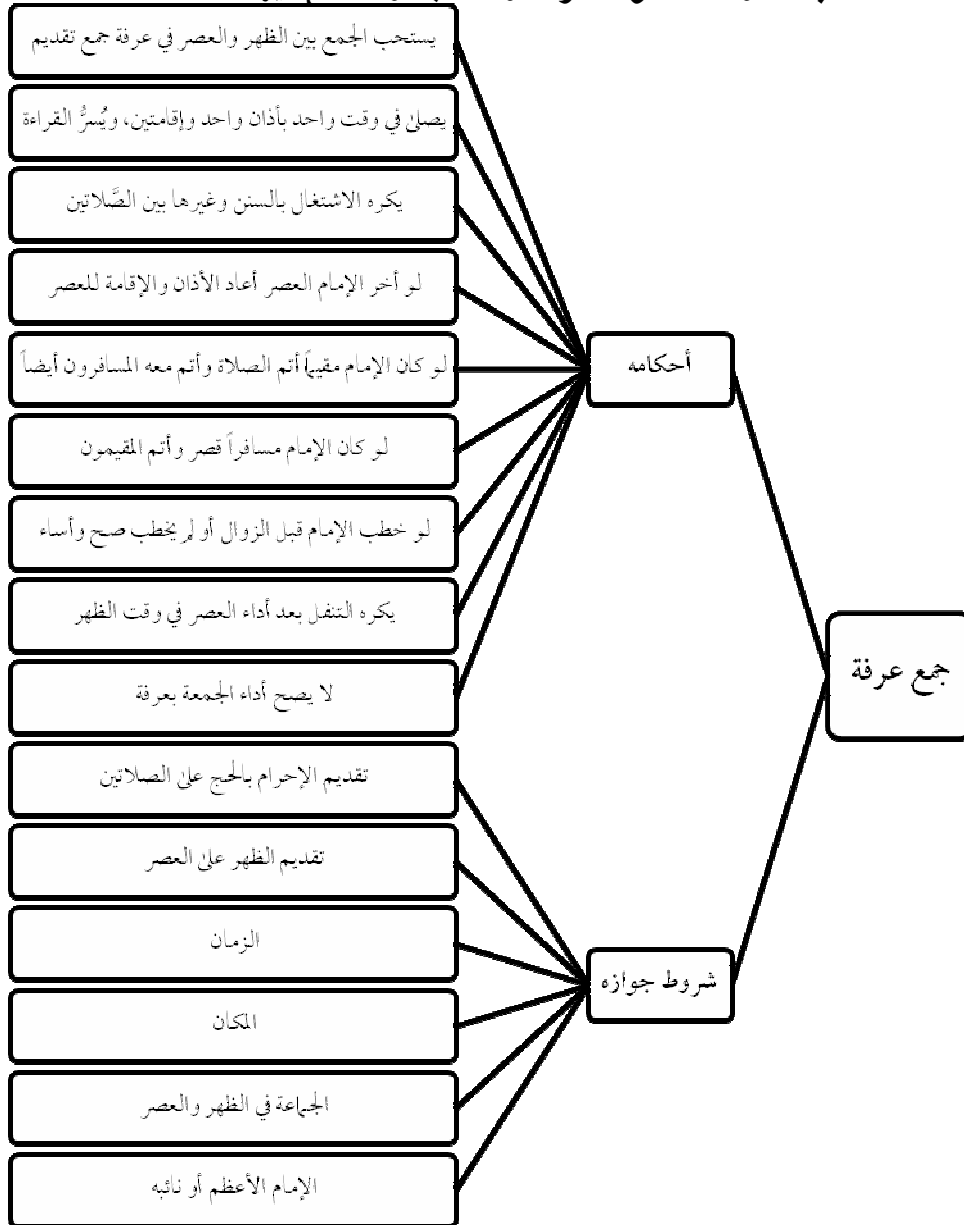 جمع عرفة
أحكامه
يستحب الجمع بين الظهر والعصر في عرفة جمع تقديم
يصلى في وقت واحد بأذان واحد وإقامتين، ويُسرُّ القراءة
يكره الاشتغال بالسنن وغيرها بين الصَّلاتين
لو أخر الإمام العصر أعاد الأذان والإقامة للعصر
لو كان الإمام مقيماً أتم الصلاة وأتم معه المسافرون أيضاً
لو كان الإمام مسافراً قصر وأتم المقيمون
لو خطب الإمام قبل الزوال أو لم يخطب صح وأساء
يكره التنفل بعد أداء العصر في وقت الظهر
لا يصح أداء الجمعة بعرفة
شروط جوازه
تقديم الإحرام بالحج على الصلاتين
تقديم الظهر على العصر
الزمان
المكان
الجماعة في الظهر والعصر
الإمام الأعظم أو نائبه